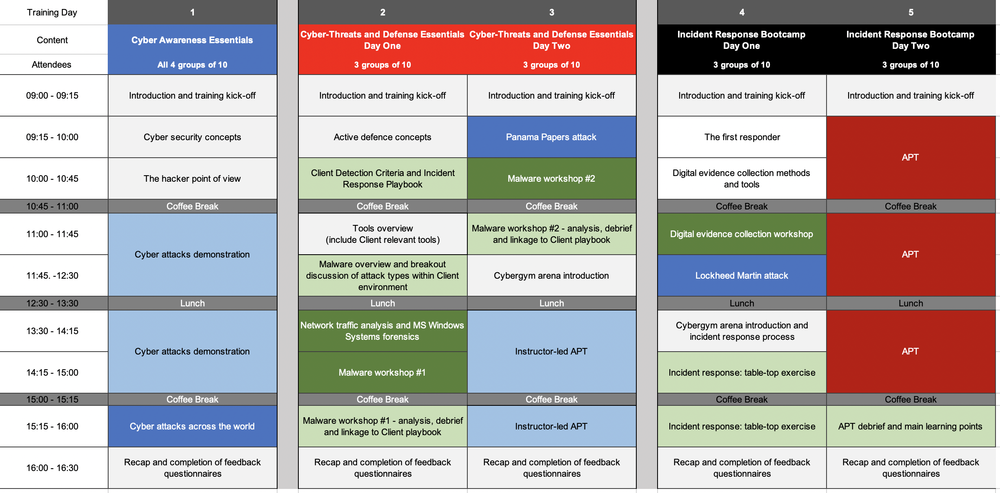 Training Day
1
2
3
4
5
Content
Cyber Awareness Essentials
Cyber-Threats and Defense Essentials
Day One
Cyber-Threats and Defense Essentials
Day Two
Incident Response Bootcamp
Day One
Incident Response Bootcamp
Day Two
Attendees
All 4 groups of 10
3 groups of 10
3 groups of 10
3 groups of 10
3 groups of 10
09:00 - 09:15
Introduction and training kick-off
Introduction and training kick-off
Introduction and training kick-off
Introduction and training kick-off
Introduction and training kick-off
09:15 - 10:00
Cyber security concepts
Active defence concepts
Panama Papers attack
The first responder
APT
10:00 - 10:45
The hacker point of view
Client Detection Criteria and Incident
Response Playbook
Malware workshop #2
Digital evidence collection methods
and tools
10:45 - 11:00
Coffee Break
Coffee Break
Coffee Break
Coffee Break
Coffee Break
11:00 - 11:45
Cyber attacks demonstration
Tools overview
(include Client relevant tools)
Malware workshop #2 - analysis, debrief
and linkage to Client playbook
Digital evidence collection workshop
APT
11:45. -12:30
Malware overview and breakout
discussion of attack types within Client
environment
Cybergym arena introduction
Lockheed Martin attack
12:30 - 13:30
Lunch
Lunch
Lunch
Lunch
Lunch
13:30 - 14:15
Cyber attacks demonstration
Network traffic analysis and MS Windows
Systems forensics
Instructor-led APT
Cybergym arena introduction and
incident response process
APT
14:15 - 15:00
Malware workshop #1
Incident response: table-top exercise
15:00 - 15:15
Coffee Break
Coffee Break
Coffee Break
Coffee Break
Coffee Break
15:15 - 16:00
Cyber attacks across the world
Malware workshop #1 - analysis, debrief
and linkage to Client playbook
Instructor-led APT
Incident response: table-top exercise
APT debrief and main learning points
16:00 - 16:30
Recap and completion of feedback
questionnaires
Recap and completion of feedback
questionnaires
Recap and completion of feedback
questionnaires
Recap and completion of feedback
questionnaires
Recap and completion of feedback
questionnaires